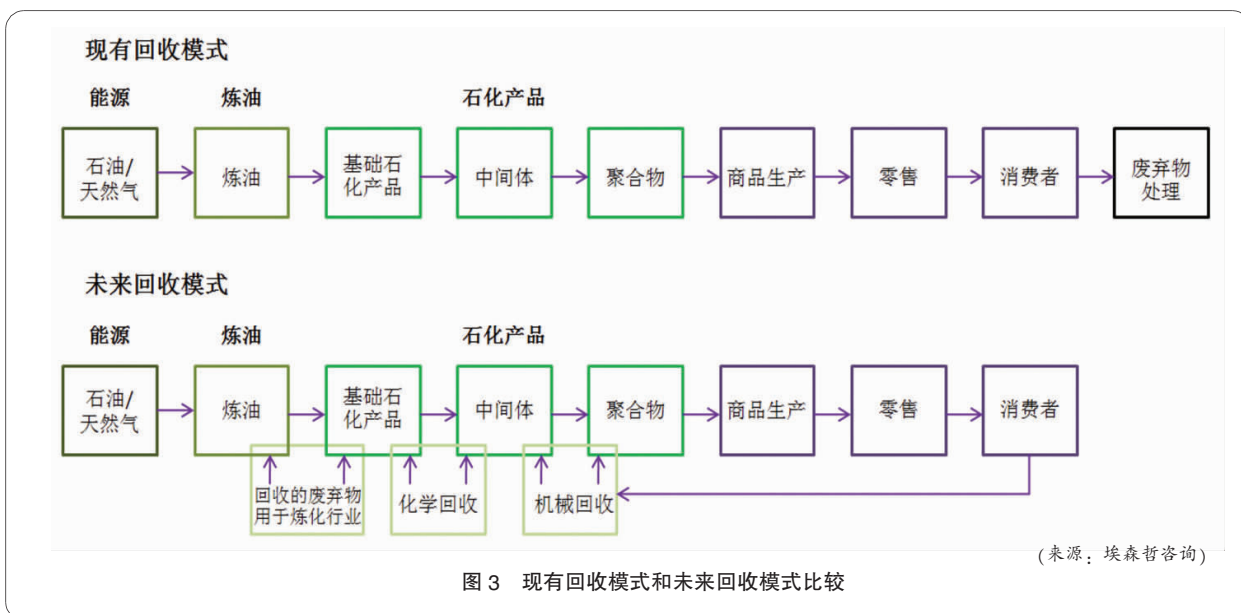 现有回收模式
能源
炼油
石化产品
石油/
天然气
炼油
基础石
化产品
中间体
聚合物
商品生产
零售
消费者
废弃物
处理
未来回收模式
能源
炼油
石化产品
石油/
天然气
炼油
基础石
化产品
中间体
聚合物
商品生产
零售
消费者
回收的废弃物
用于炼化行业
化学回收
机械回收
(来源：埃森哲咨询)
图 3 现有回收模式和未来回收模式比较